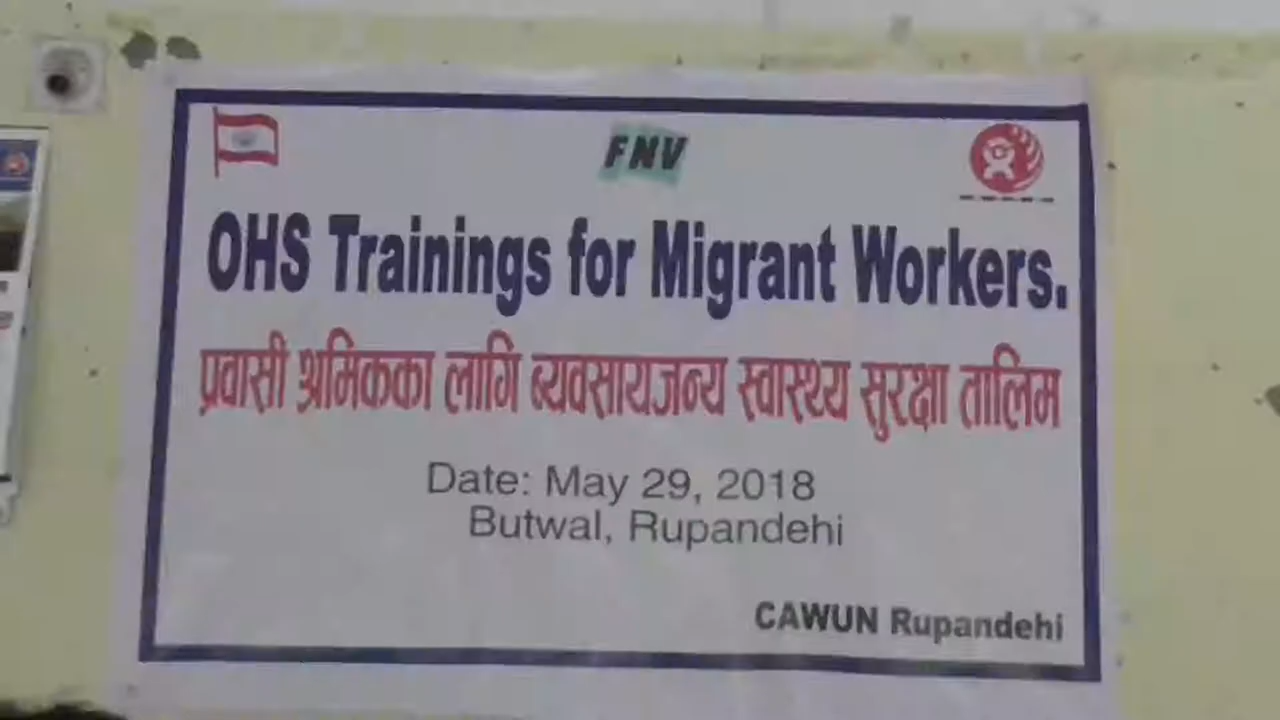 FNV
OHS Trainings for Migrant Workers.
प्रवासी श्रमिकका लागि ब्यवसायजन्य स्वास्थ्य सुरक्षा तालिम
Date: May 29, 2018
Butwal, Rupandehi
CAWUN Rupandehi